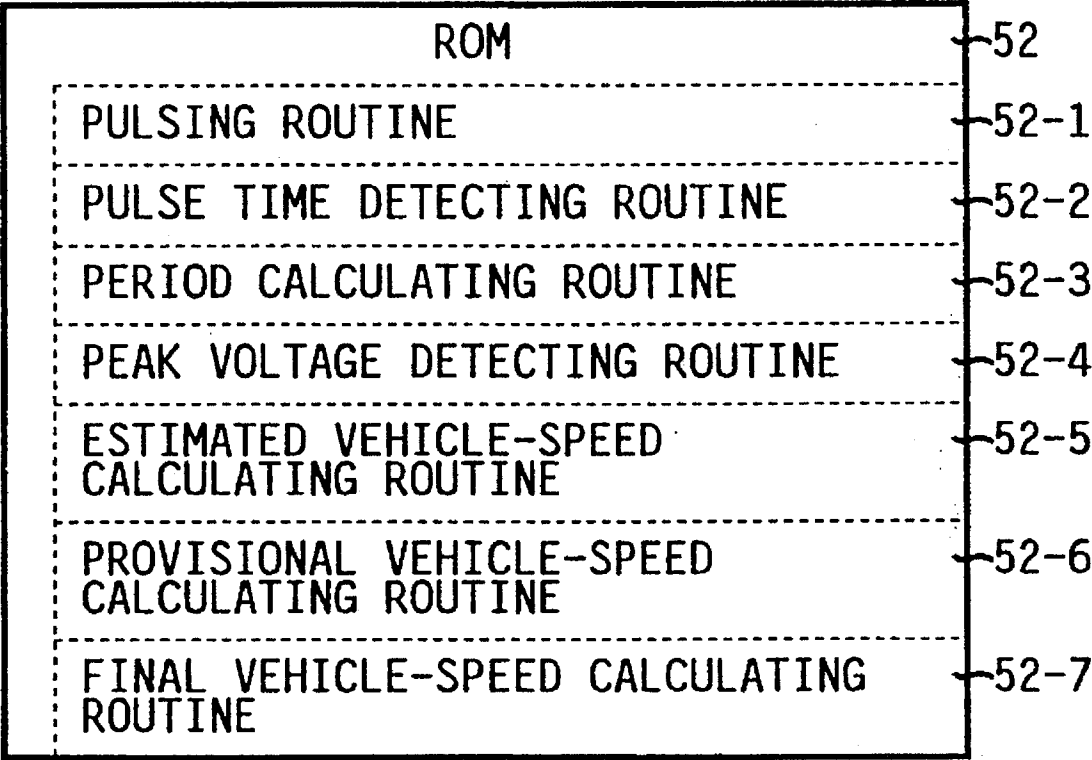 ROM 52
PULSING ROUTINE 52-1
PULSE TIME DETECTING ROUTINE 52-2
PERIOD CALCULATING ROUTINE 52-3
PEAK VOLTAGE DETECTING ROUTINE 52-4
ESTIMATED VEHICLE-SPEED 52-5
CALCULATING ROUTINE
PROVISIONAL VEHICLE-SPEED 52-6
CALCULATING ROUTINE
FINAL VEHICLE-SPEED CALCULATING 52-7
ROUTINE